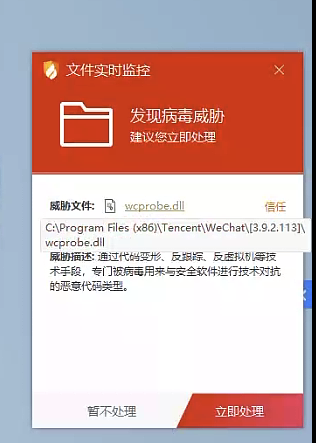 文件实时监控
发现病毒威胁
建议您立即处理
威胁文件: wcprobe.dll 信任
C:\Program Files (x86)\Tencent\WeChat\[3.9.2.113]\
wcprobe.dll
威胁描述: 通过代码变形、反跟踪、反虚拟机等技
术手段，专门被病毒用来与安全软件进行技术对抗
的恶意代码类型。
暂不处理 立即处理